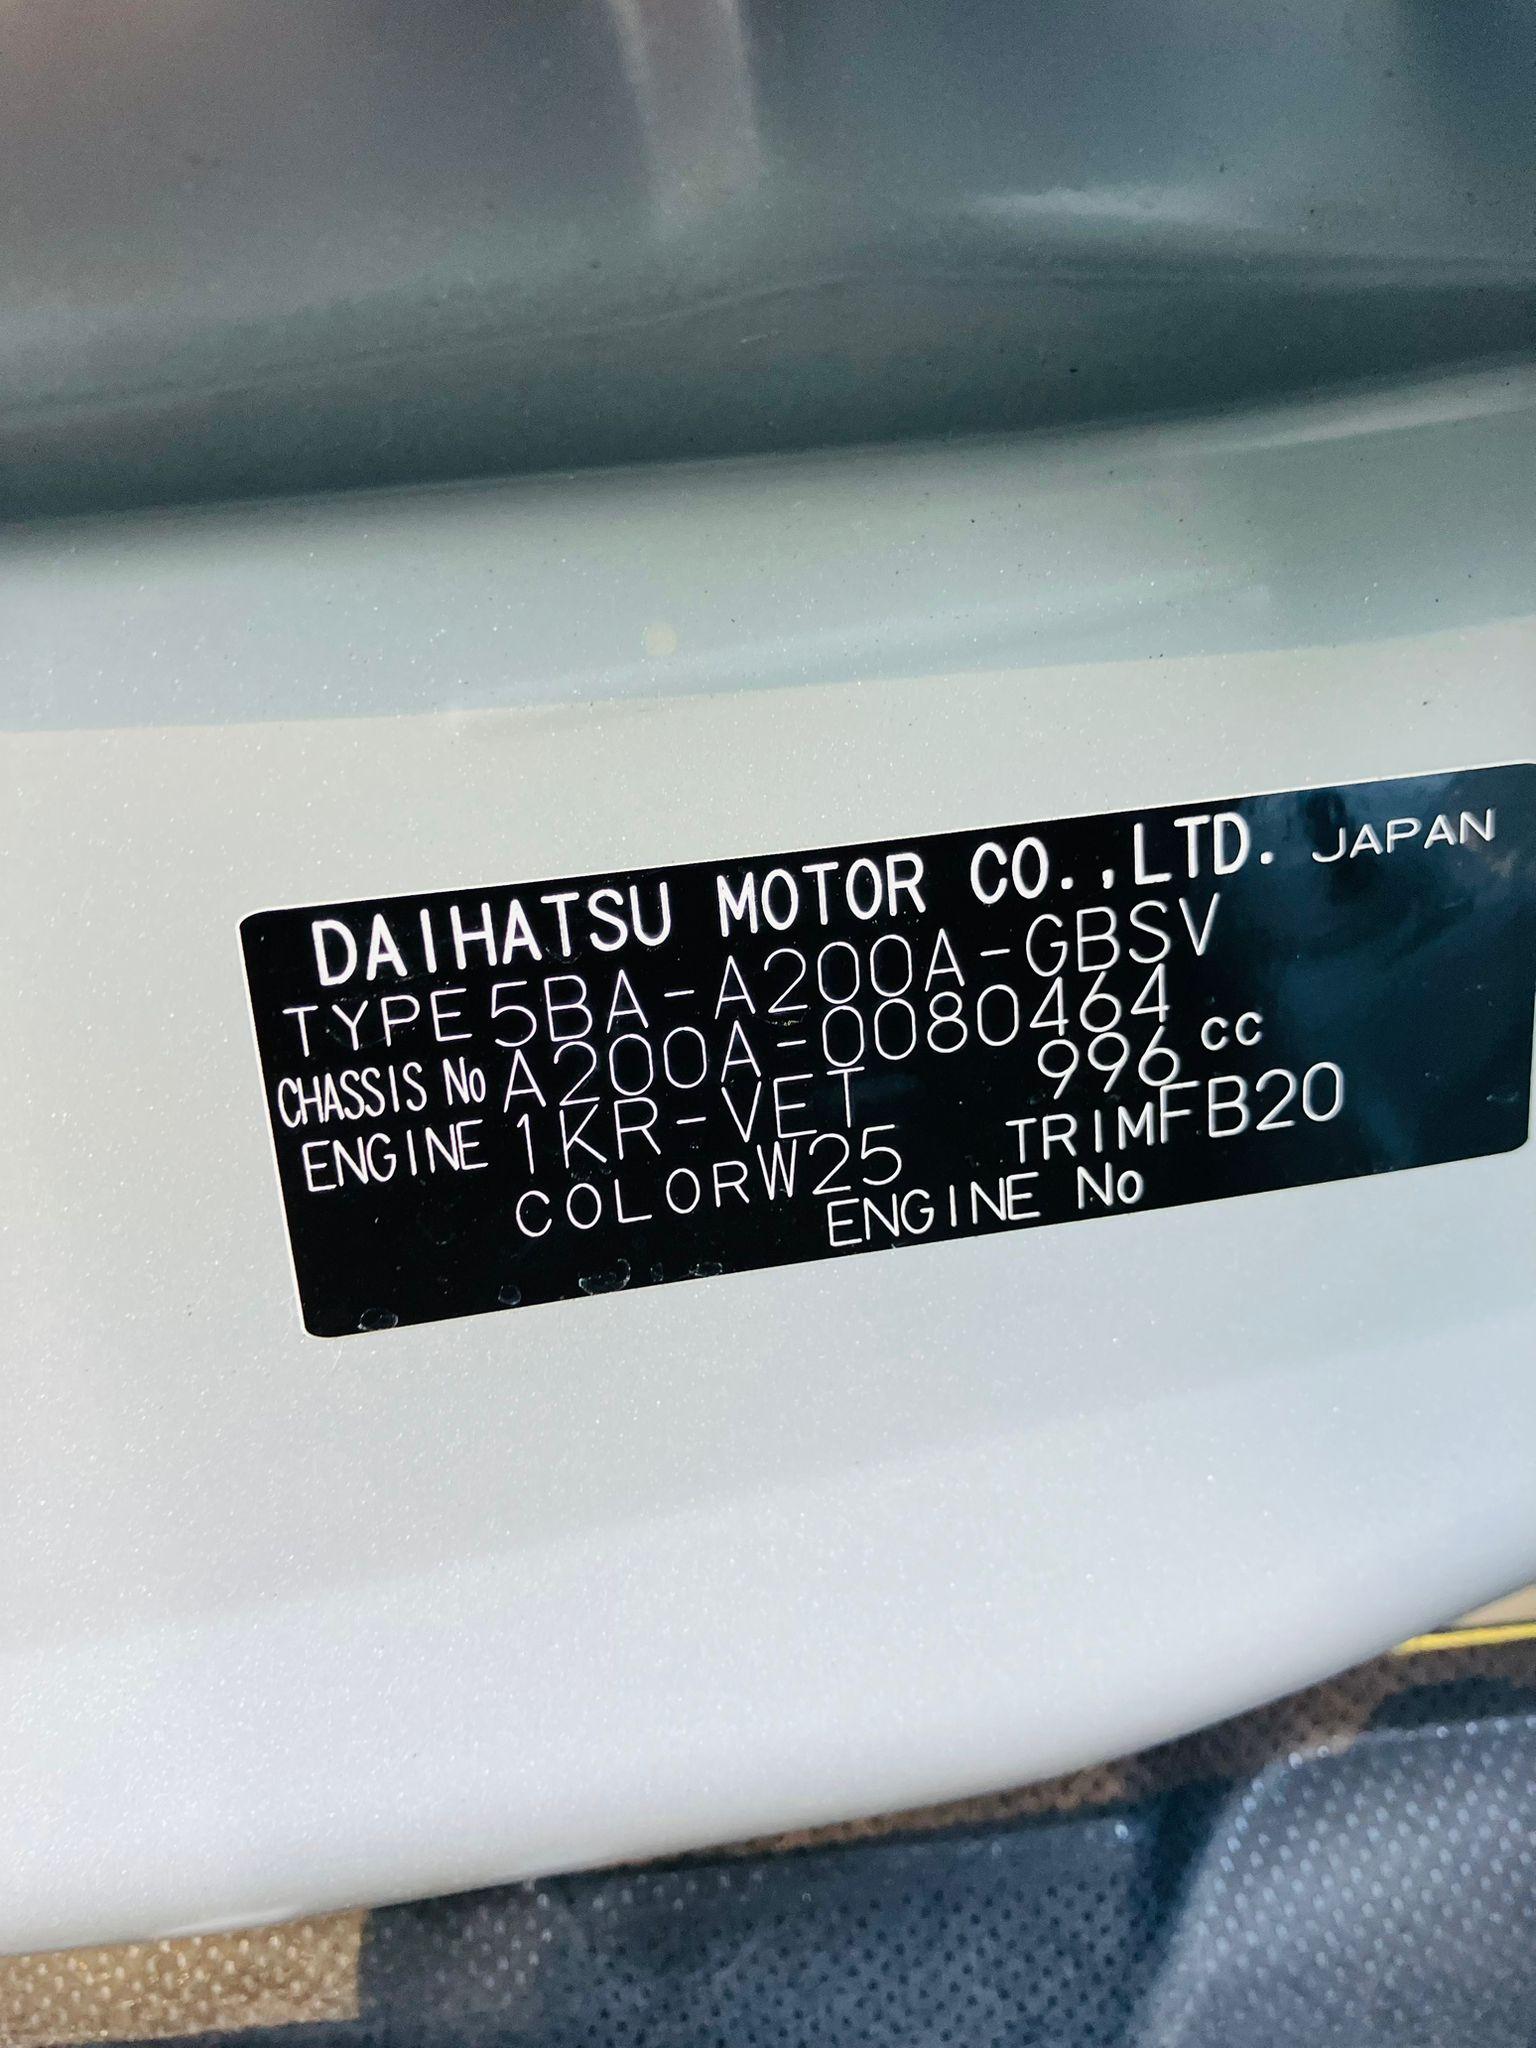 DAIHATSU MOTOR CO.,LTD. JAPAN
TYPE 5BA-A200A-GBSV
CHASSIS No A200A-0080464
ENGINE 1KR-VET 996 cc
COLOR W25 TRIM FB20
ENGINE No